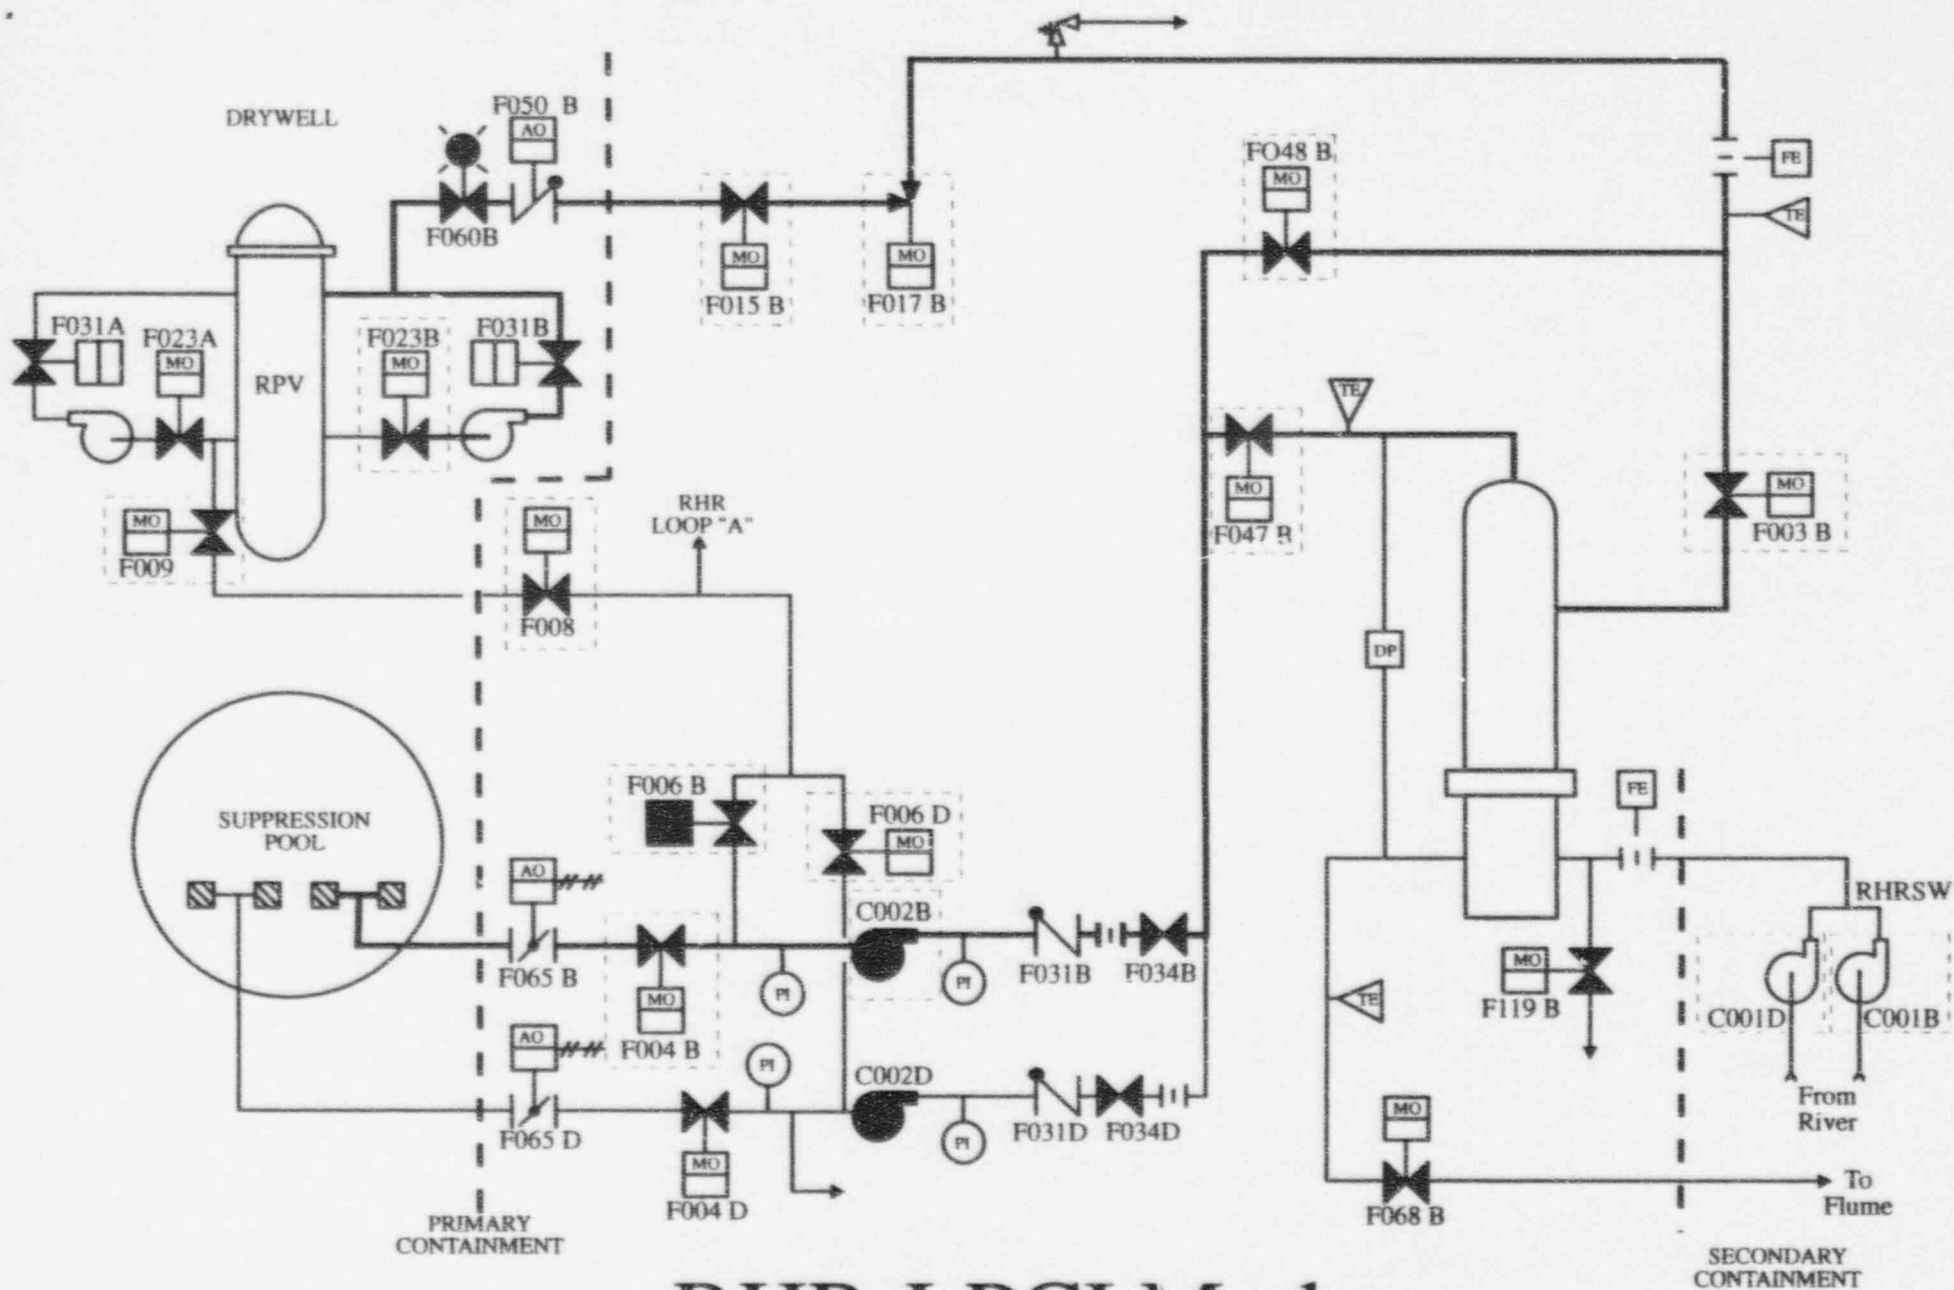 F050 B
AO
DRYWELL
F060B
FO48 B
MO
FE
TE
MO
F015 B
MO
F017 B
F031A
F023A
MO
F023B
MO
F031B
RPV
TE
MO
F047 B
MO
F003 B
MO
F009
MO
F008
RHR
LOOP "A"
DP
F006 B
F006 D
MO
FE
SUPPRESSION
POOL
AO
F065 B
MO
F004 B
PI
C002B
PI
F031B
F034B
RHRSW
MO
F119 B
TE
C001D
C001B
From
River
AO
F065 D
PI
MO
F004 D
C002D
PI
F031D
F034D
MO
F068 B
To
Flume
PRIMARY
CONTAINMENT
SECONDARY
CONTAINMENT